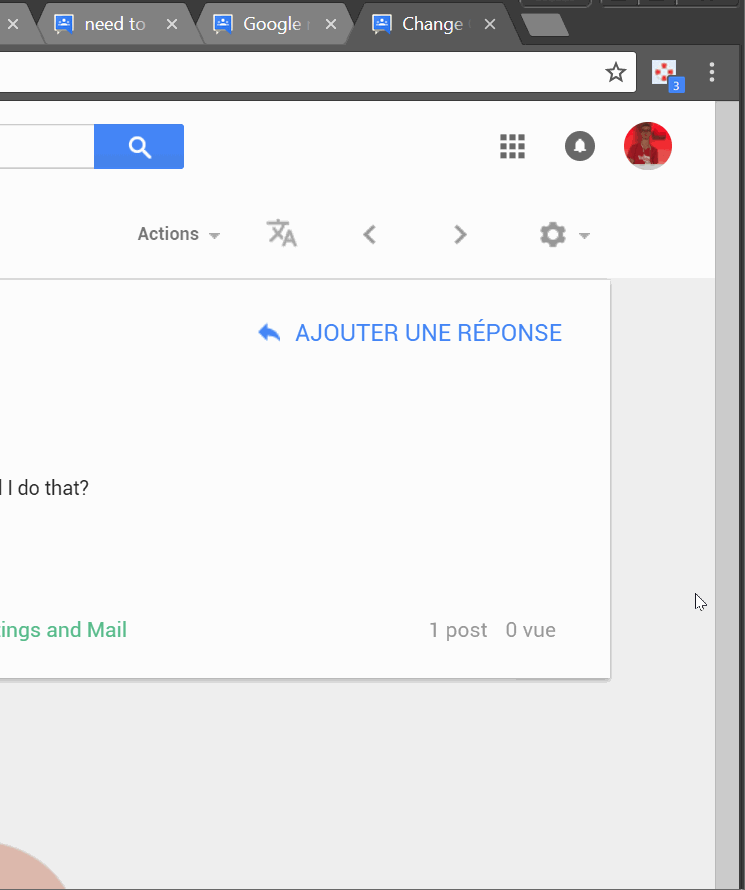 need to
Google
Change
3
Actions
AJOUTER UNE RÉPONSE
I do that?
ings and Mail
1 post 0 vue